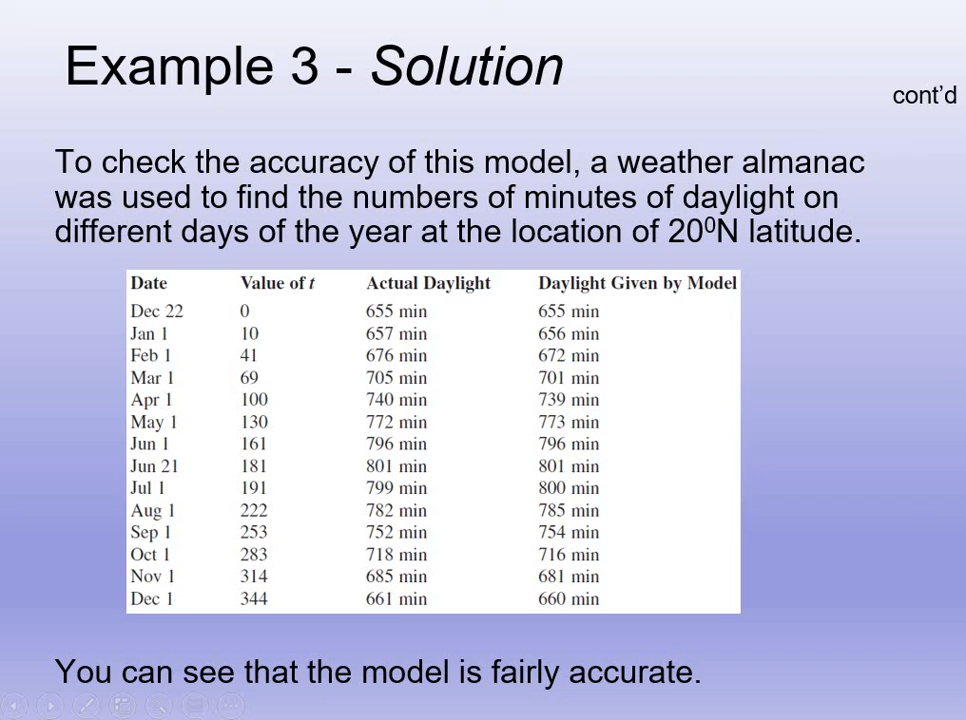 Example 3 - Solution
cont’d
To check the accuracy of this model, a weather almanac
was used to find the numbers of minutes of daylight on
different days of the year at the location of 20⁰N latitude.
Date Value of t Actual Daylight Daylight Given by Model
Dec 22 0 655 min 655 min
Jan 1 10 657 min 656 min
Feb 1 41 676 min 672 min
Mar 1 69 705 min 701 min
Apr 1 100 740 min 739 min
May 1 130 772 min 773 min
Jun 1 161 796 min 796 min
Jun 21 181 801 min 801 min
Jul 1 191 799 min 800 min
Aug 1 222 782 min 785 min
Sep 1 253 752 min 754 min
Oct 1 283 718 min 716 min
Nov 1 314 685 min 681 min
Dec 1 344 661 min 660 min
You can see that the model is fairly accurate.